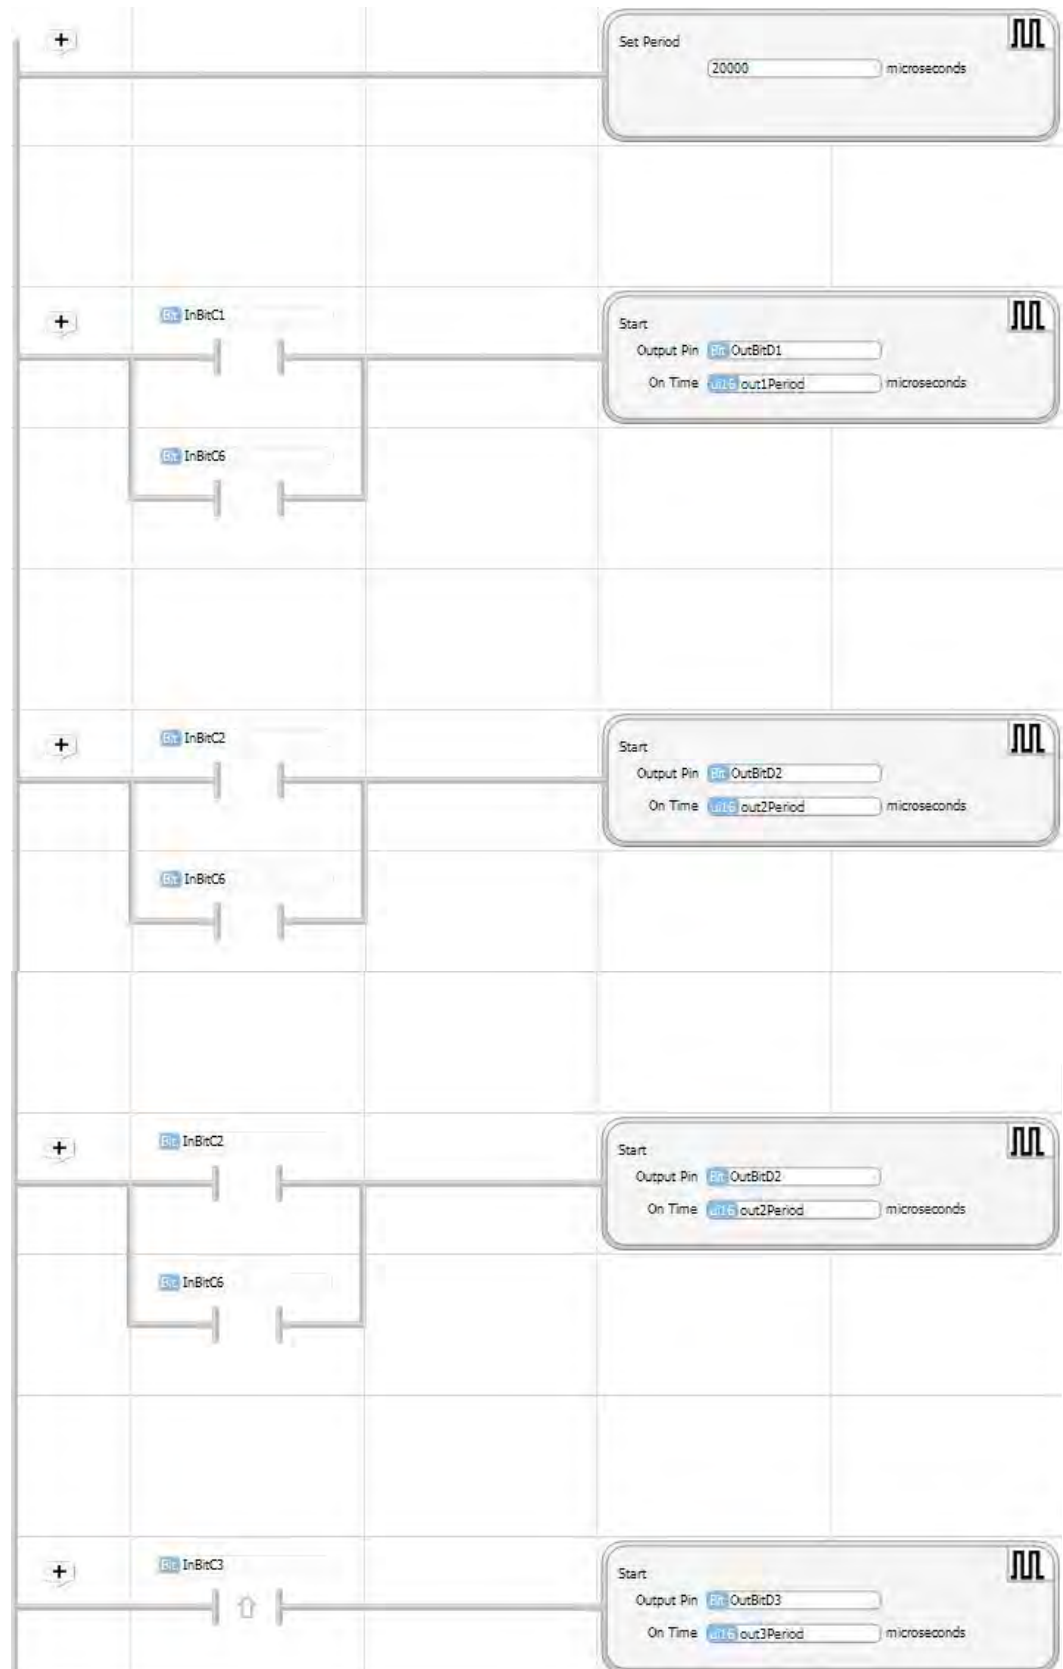 +
Set Period
20000 microseconds
+
Bit InBitC1
Start
Output Pin Bit OutBitD1
On Time ui16 out1Period microseconds
Bit InBitC6
+
Bit InBitC2
Start
Output Pin Bit OutBitD2
On Time ui16 out2Period microseconds
Bit InBitC6
+
Bit InBitC2
Start
Output Pin Bit OutBitD2
On Time ui16 out2Period microseconds
Bit InBitC6
+
Bit InBitC3
Start
Output Pin Bit OutBitD3
On Time ui16 out3Period microseconds